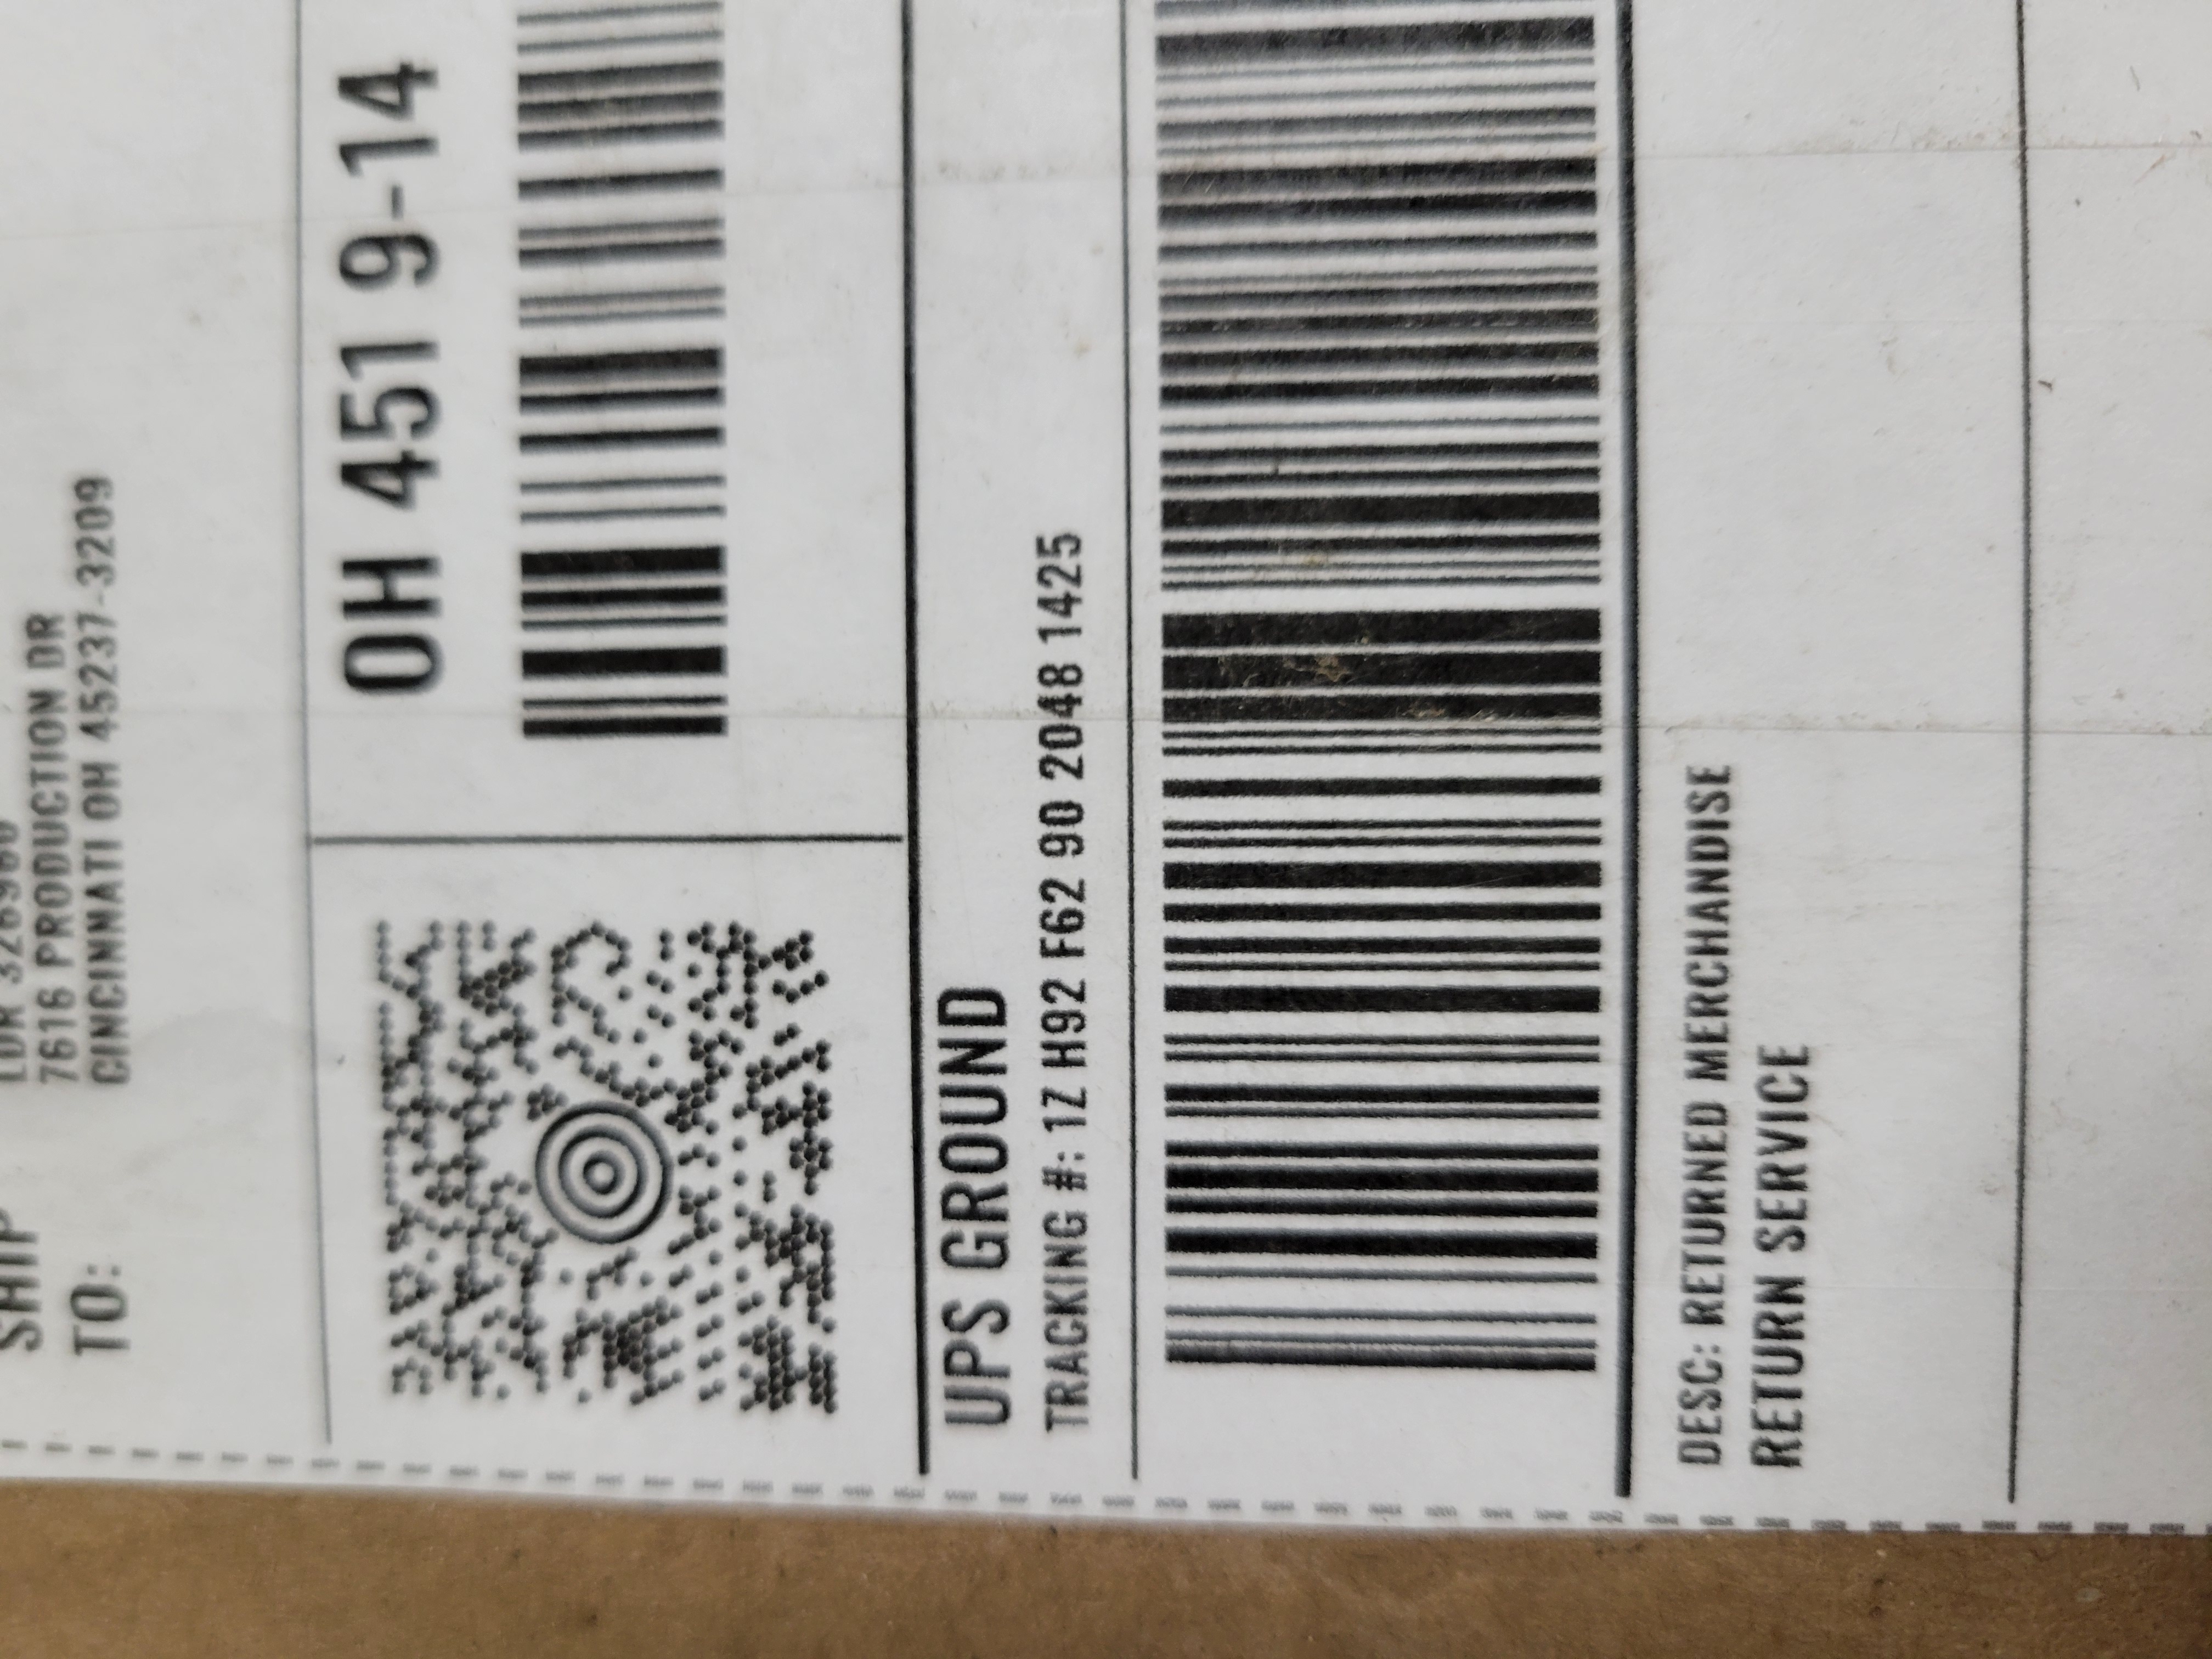 SHIP
TO:
7616 PRODUCTION DR
CINCINNATI OH 45237-3209
OH 451 9-14
UPS GROUND
TRACKING #: 1Z H92 F62 90 2048 1425
DESC: RETURNED MERCHANDISE
RETURN SERVICE